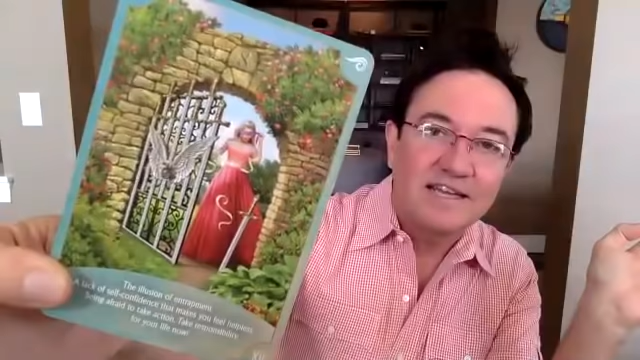 The illusion of entrapment.
A lack of self-confidence that makes you feel helpless.
Being afraid to take action. Take responsibility
for your life now!